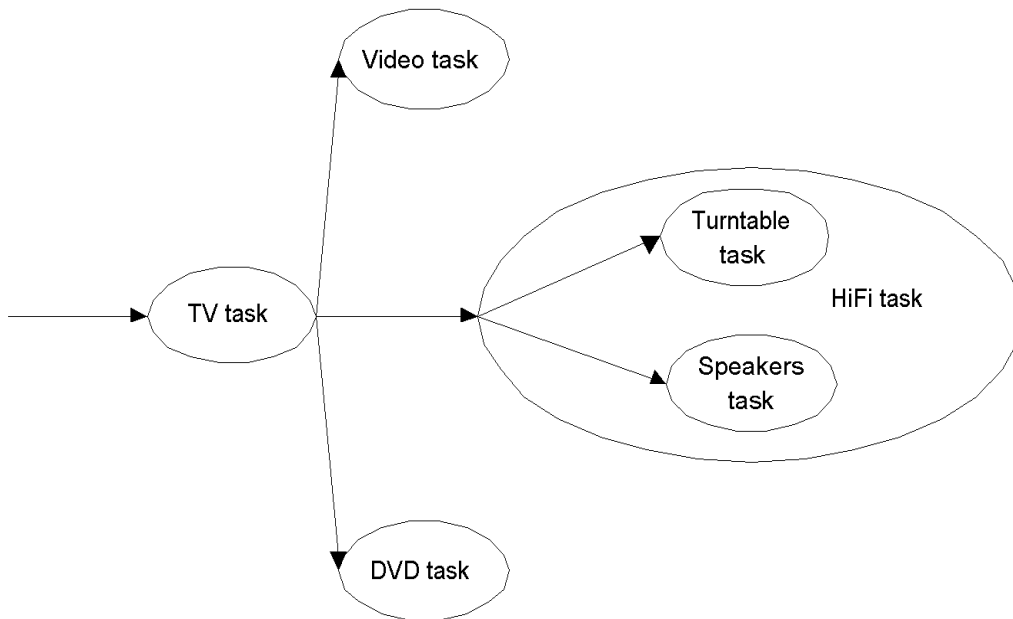 Video task
Turntable
task
HiFi task
TV task
Speakers
task
DVD task